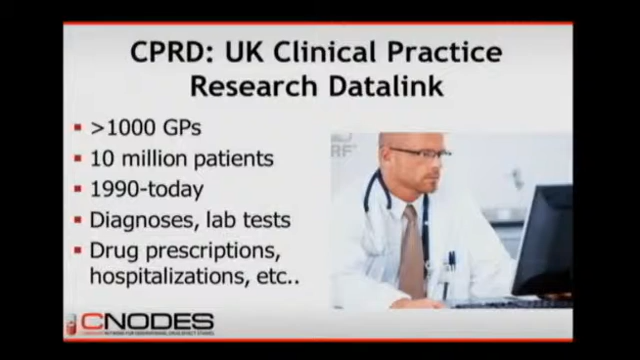 CPRD: UK Clinical Practice
Research Datalink
>1000 GPs
10 million patients
1990-today
Diagnoses, lab tests
Drug prescriptions,
hospitalizations, etc..
CNODES